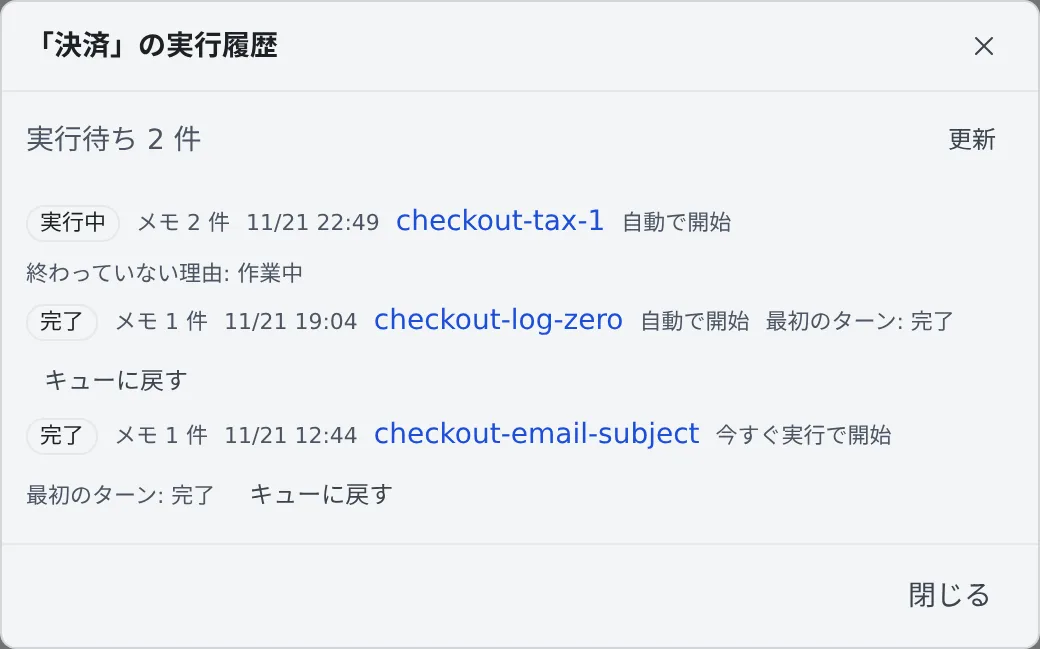 「決済」の実行履歴
実行待ち 2 件 更新
実行中 メモ 2 件 11/21 22:49 checkout-tax-1 自動で開始
終わっていない理由: 作業中
完了 メモ 1 件 11/21 19:04 checkout-log-zero 自動で開始 最初のターン: 完了
キューに戻す
完了 メモ 1 件 11/21 12:44 checkout-email-subject 今すぐ実行で開始
最初のターン: 完了 キューに戻す
閉じる